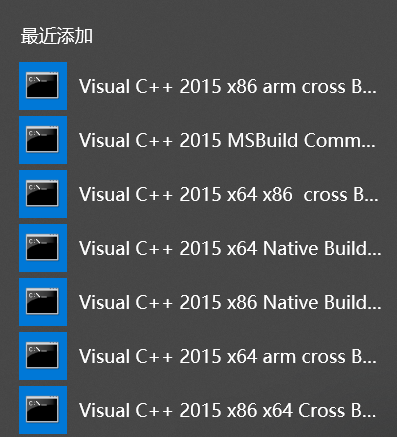 最近添加
Visual C++ 2015 x86 arm cross B...
Visual C++ 2015 MSBuild Comm...
Visual C++ 2015 x64 x86  cross B...
Visual C++ 2015 x64 Native Build...
Visual C++ 2015 x86 Native Build...
Visual C++ 2015 x64 arm cross B...
Visual C++ 2015 x86 x64 Cross B...